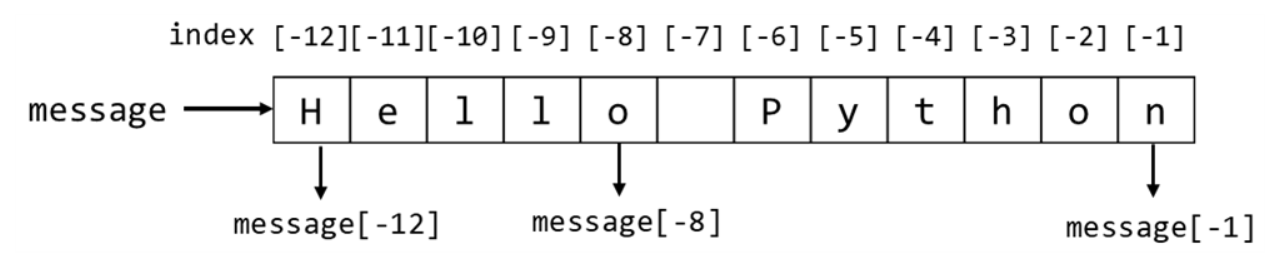 index [-12][-11][-10][-9] [-8] [-7] [-6] [-5] [-4] [-3] [-2] [-1]
message H e l l o P y t h o n
message[-12] message[-8] message[-1]